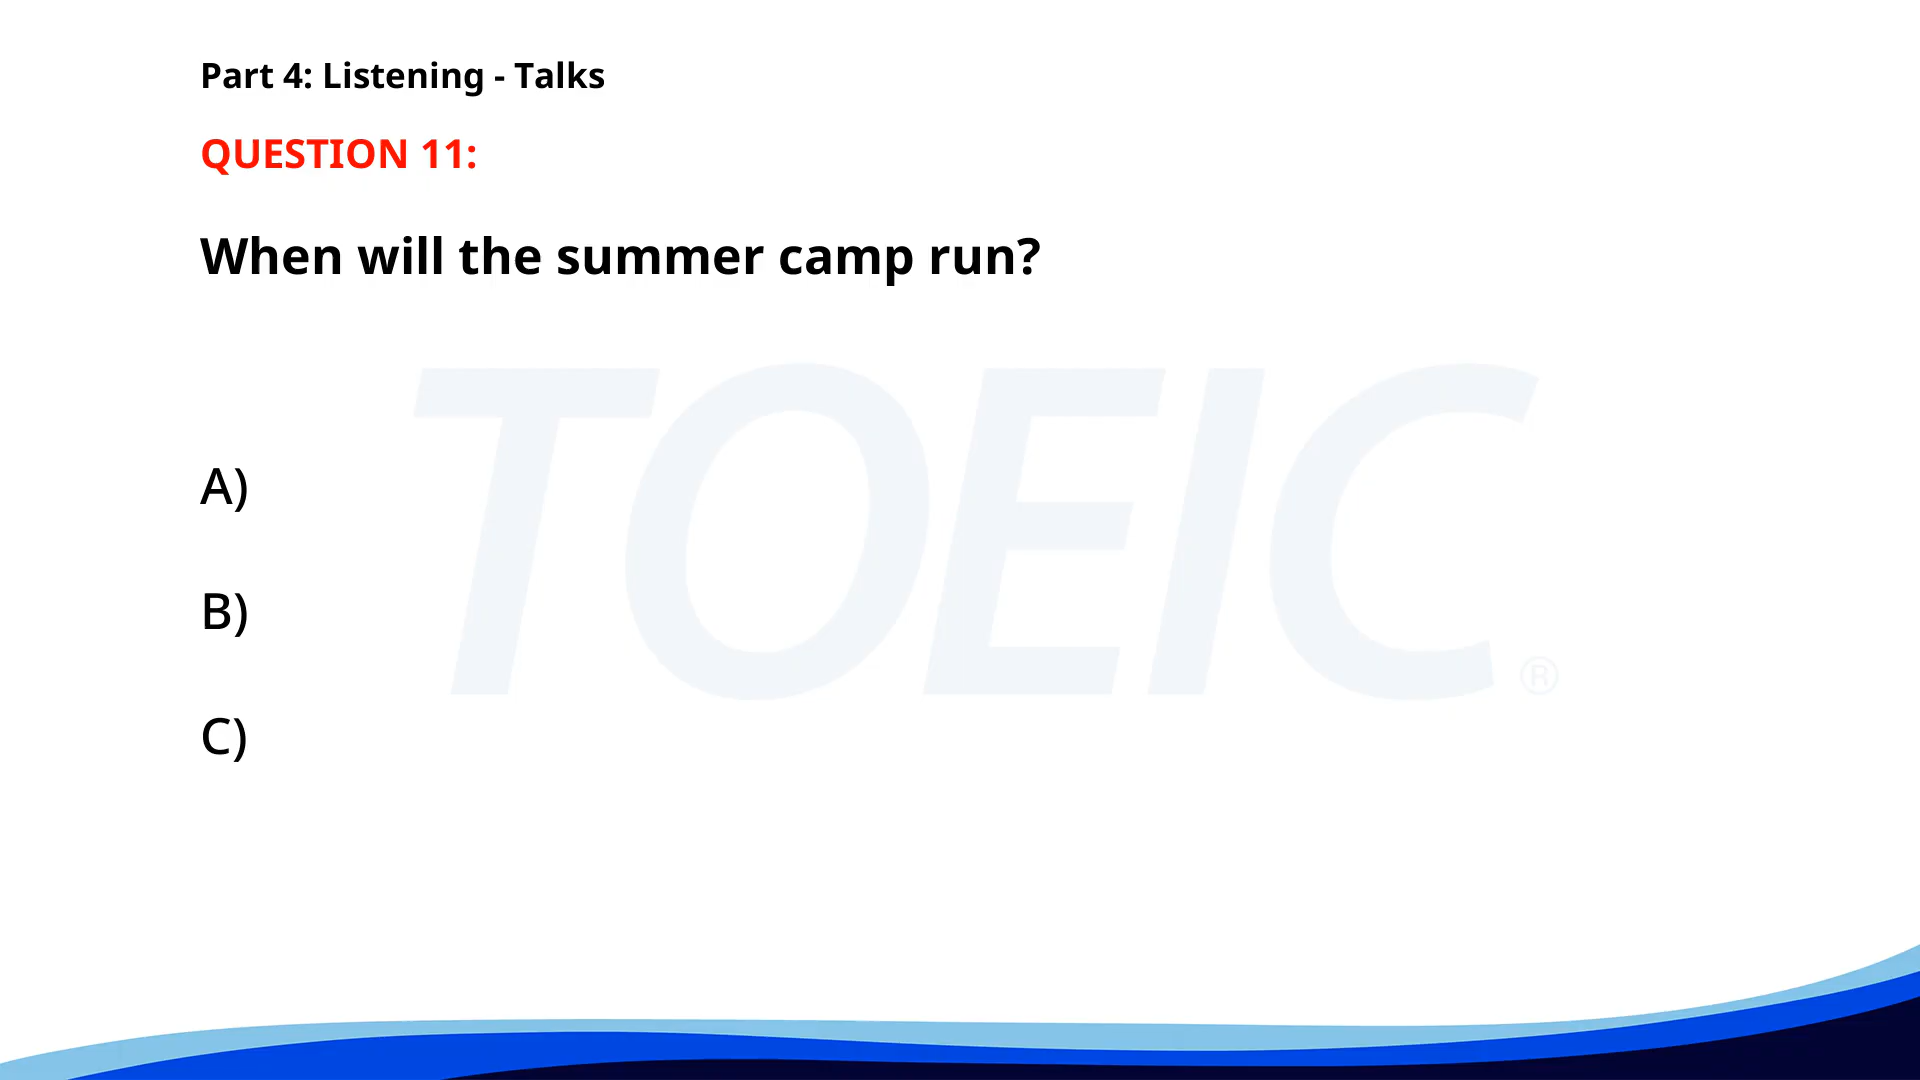 Part 4: Listening - Talks
QUESTION 11:
When will the summer camp run?
TOEIC®
A)
B)
C)